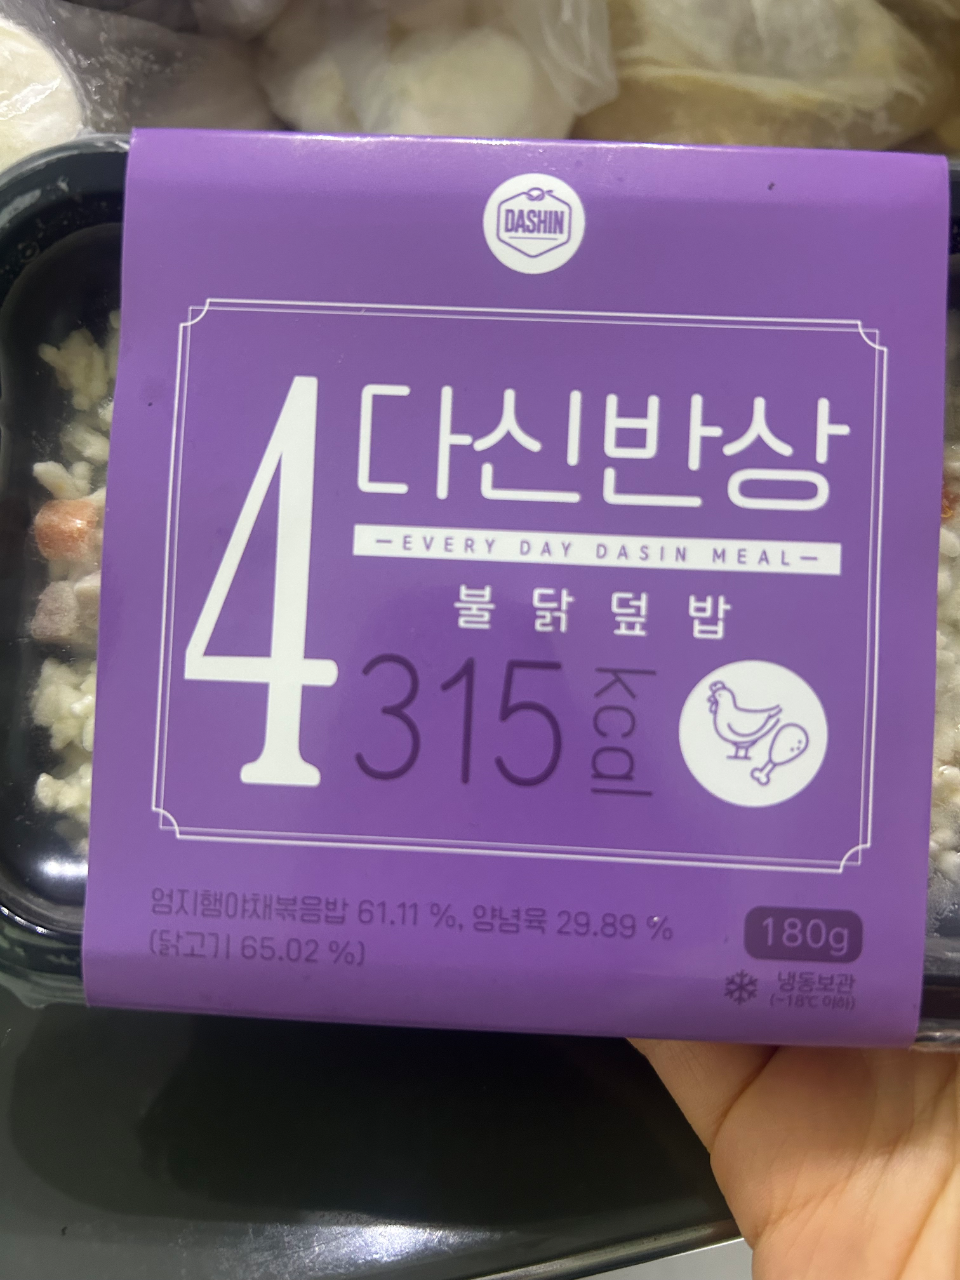 DASHIN
4
다신반상
EVERY DAY DASIN MEAL
불닭덮밥
315 kcal
엄지행야채볶음밥 61.11 %, 양념육 29.89 %
(닭고기 65.02 %)
180g
냉동보관
(-18℃ 이하)